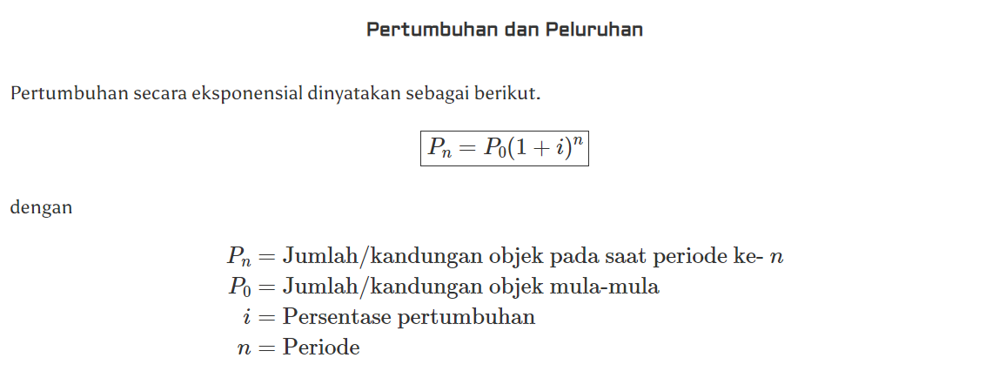 Pertumbuhan dan Peluruhan
Pertumbuhan secara eksponensial dinyatakan sebagai berikut.
Pₙ = P₀(1 + i)ⁿ
dengan
Pₙ = Jumlah/kandungan objek pada saat periode ke- n
P₀ = Jumlah/kandungan objek mula-mula
i = Persentase pertumbuhan
n = Periode